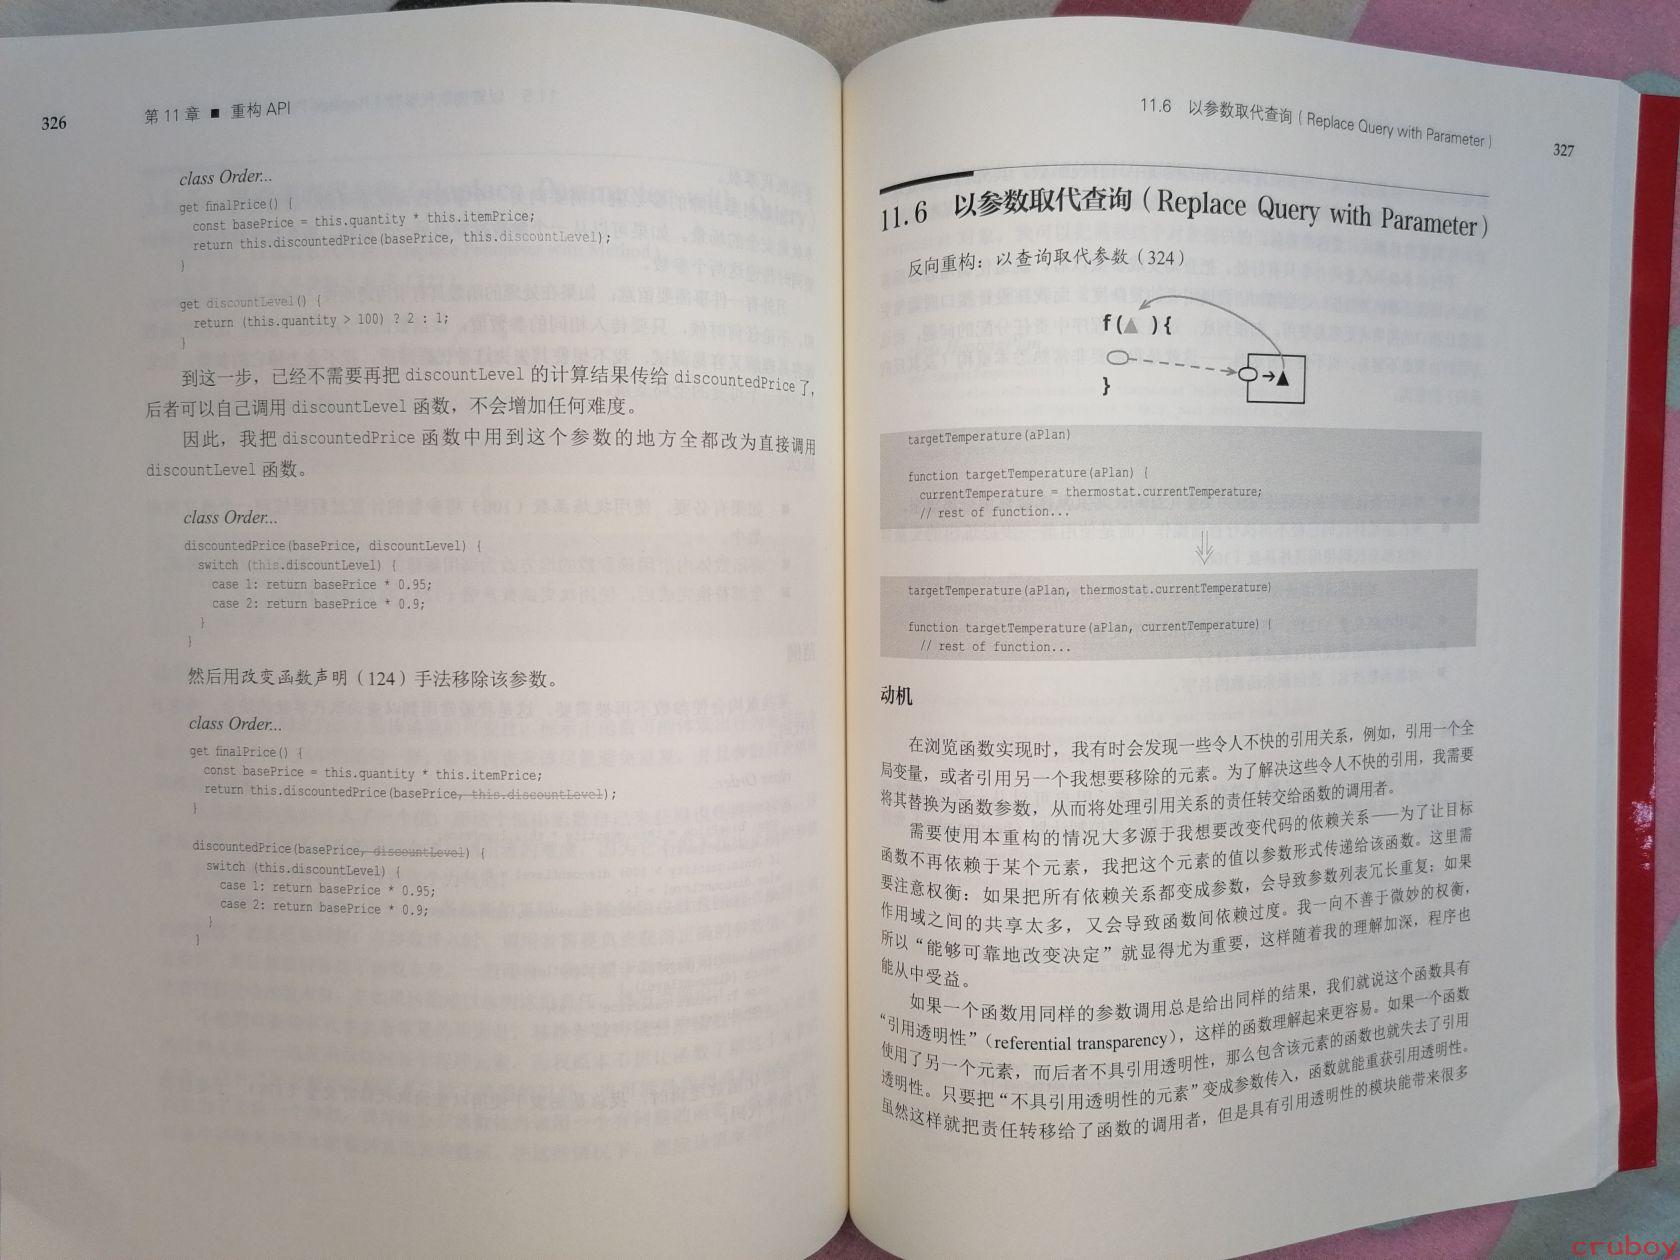 326
第 11 章 ■ 重构 API
class Order...
get finalPrice() {
const basePrice = this.quantity * this.itemPrice;
return this.discountedPrice(basePrice, this.discountLevel);
}
get discountLevel() {
return (this.quantity > 100) ? 2 : 1;
}
到这一步，已经不需要再把 discountLevel 的计算结果传给 discountedPrice 了，
后者可以自己调用 discountLevel 函数，不会增加任何难度。
因此，我把 discountedPrice 函数中用到这个参数的地方全都改为直接调用
discountLevel 函数。
class Order...
discountedPrice(basePrice, discountLevel) {
switch (this.discountLevel) {
case 1: return basePrice * 0.95;
case 2: return basePrice * 0.9;
}
}
然后用改变函数声明（124）手法移除该参数。
class Order...
get finalPrice() {
const basePrice = this.quantity * this.itemPrice;
return this.discountedPrice(basePrice, this.discountLevel);
}
discountedPrice(basePrice, discountLevel) {
switch (this.discountLevel) {
case 1: return basePrice * 0.95;
case 2: return basePrice * 0.9;
}
}
11.6 以参数取代查询（Replace Query with Parameter）
327
11.6 以参数取代查询（Replace Query with Parameter）
反向重构：以查询取代参数（324）
f(▲ ){
}
targetTemperature(aPlan)
function targetTemperature(aPlan) {
currentTemperature = thermostat.currentTemperature;
// rest of function...
targetTemperature(aPlan, thermostat.currentTemperature)
function targetTemperature(aPlan, currentTemperature) {
// rest of function...
动机
在浏览函数实现时，我有时会发现一些令人不快的引用关系，例如，引用一个全
局变量，或者引用另一个我想要移除的元素。为了解决这些令人不快的引用，我需要
将其替换为函数参数，从而将处理引用关系的责任转交给函数的调用者。
需要使用本重构的情况大多源于我想要改变代码的依赖关系——为了让目标
函数不再依赖于某个元素，我把这个元素的值以参数形式传递给该函数。这里需
要注意权衡：如果把所有依赖关系都变成参数，会导致参数列表冗长重复；如果
作用域之间的共享太多，又会导致函数间依赖过度。我一向不善于微妙的权衡，
所以“能够可靠地改变决定”就显得尤为重要，这样随着我的理解加深，程序也
能从中受益。
如果一个函数用同样的参数调用总是给出同样的结果，我们就说这个函数具有
“引用透明性”（referential transparency），这样的函数理解起来更容易。如果一个函数
使用了另一个元素，而后者不具引用透明性，那么包含该元素的函数也就失去了引用
透明性。只要把“不具引用透明性的元素”变成参数传入，函数就能重获引用透明性。
虽然这样就把责任转移给了函数的调用者，但是具有引用透明性的模块能带来很多
cruboy